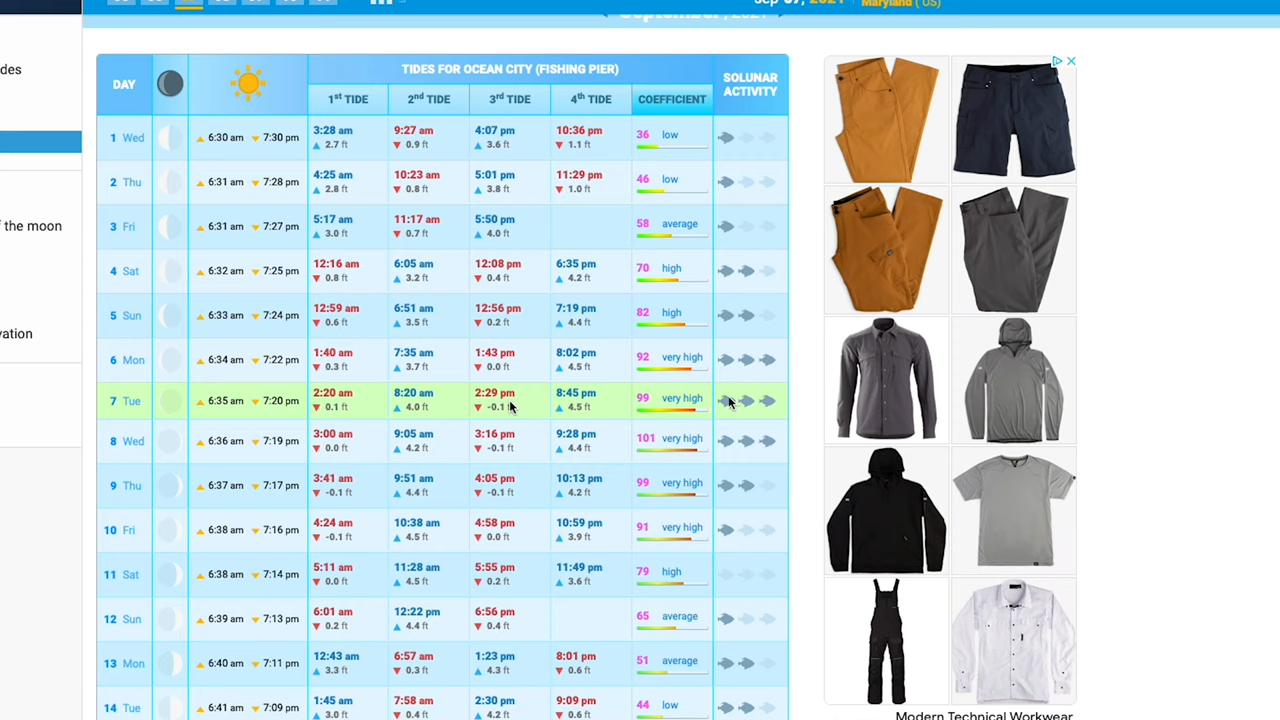 Sep 07, 2021
Maryland (US)
September, 2021
des
f the moon
vation
DAY
TIDES FOR OCEAN CITY (FISHING PIER)
SOLUNAR
ACTIVITY
1st TIDE 2nd TIDE 3rd TIDE 4th TIDE COEFFICIENT
1 Wed 6:30 am 7:30 pm 3:28 am 9:27 am 4:07 pm 10:36 pm 36 low
▲ 2.7 ft ▼ 0.9 ft ▲ 3.6 ft ▼ 1.1 ft
2 Thu 6:31 am 7:28 pm 4:25 am 10:23 am 5:01 pm 11:29 pm 46 low
▲ 2.8 ft ▼ 0.8 ft ▲ 3.8 ft ▼ 1.0 ft
3 Fri 6:31 am 7:27 pm 5:17 am 11:17 am 5:50 pm 58 average
▲ 3.0 ft ▼ 0.7 ft ▲ 4.0 ft
4 Sat 6:32 am 7:25 pm 12:16 am 6:05 am 12:08 pm 6:35 pm 70 high
▼ 0.8 ft ▲ 3.2 ft ▼ 0.4 ft ▲ 4.2 ft
5 Sun 6:33 am 7:24 pm 12:59 am 6:51 am 12:56 pm 7:19 pm 82 high
▼ 0.6 ft ▲ 3.5 ft ▼ 0.2 ft ▲ 4.4 ft
6 Mon 6:34 am 7:22 pm 1:40 am 7:35 am 1:43 pm 8:02 pm 92 very high
▼ 0.3 ft ▲ 3.7 ft ▼ 0.0 ft ▲ 4.5 ft
7 Tue 6:35 am 7:20 pm 2:20 am 8:20 am 2:29 pm 8:45 pm 99 very high
▼ 0.1 ft ▲ 4.0 ft ▼ -0.1 ▲ 4.5 ft
8 Wed 6:36 am 7:19 pm 3:00 am 9:05 am 3:16 pm 9:28 pm 101 very high
▼ 0.0 ft ▲ 4.2 ft ▼ -0.1 ft ▲ 4.4 ft
9 Thu 6:37 am 7:17 pm 3:41 am 9:51 am 4:05 pm 10:13 pm 99 very high
▼ -0.1 ft ▲ 4.4 ft ▼ -0.1 ft ▲ 4.2 ft
10 Fri 6:38 am 7:16 pm 4:24 am 10:38 am 4:58 pm 10:59 pm 91 very high
▼ -0.1 ft ▲ 4.5 ft ▼ 0.0 ft ▲ 3.9 ft
11 Sat 6:38 am 7:14 pm 5:11 am 11:28 am 5:55 pm 11:49 pm 79 high
▼ 0.0 ft ▲ 4.5 ft ▼ 0.2 ft ▲ 3.6 ft
12 Sun 6:39 am 7:13 pm 6:01 am 12:22 pm 6:56 pm 65 average
▼ 0.2 ft ▲ 4.4 ft ▼ 0.4 ft
13 Mon 6:40 am 7:11 pm 12:43 am 6:57 am 1:23 pm 8:01 pm 51 average
▲ 3.3 ft ▼ 0.3 ft ▲ 4.3 ft ▼ 0.6 ft
14 Tue 6:41 am 7:09 pm 1:45 am 7:58 am 2:30 pm 9:09 pm 44 low
▲ 3.0 ft ▼ 0.4 ft ▲ 4.2 ft ▼ 0.6 ft
Modern Technical Workwear